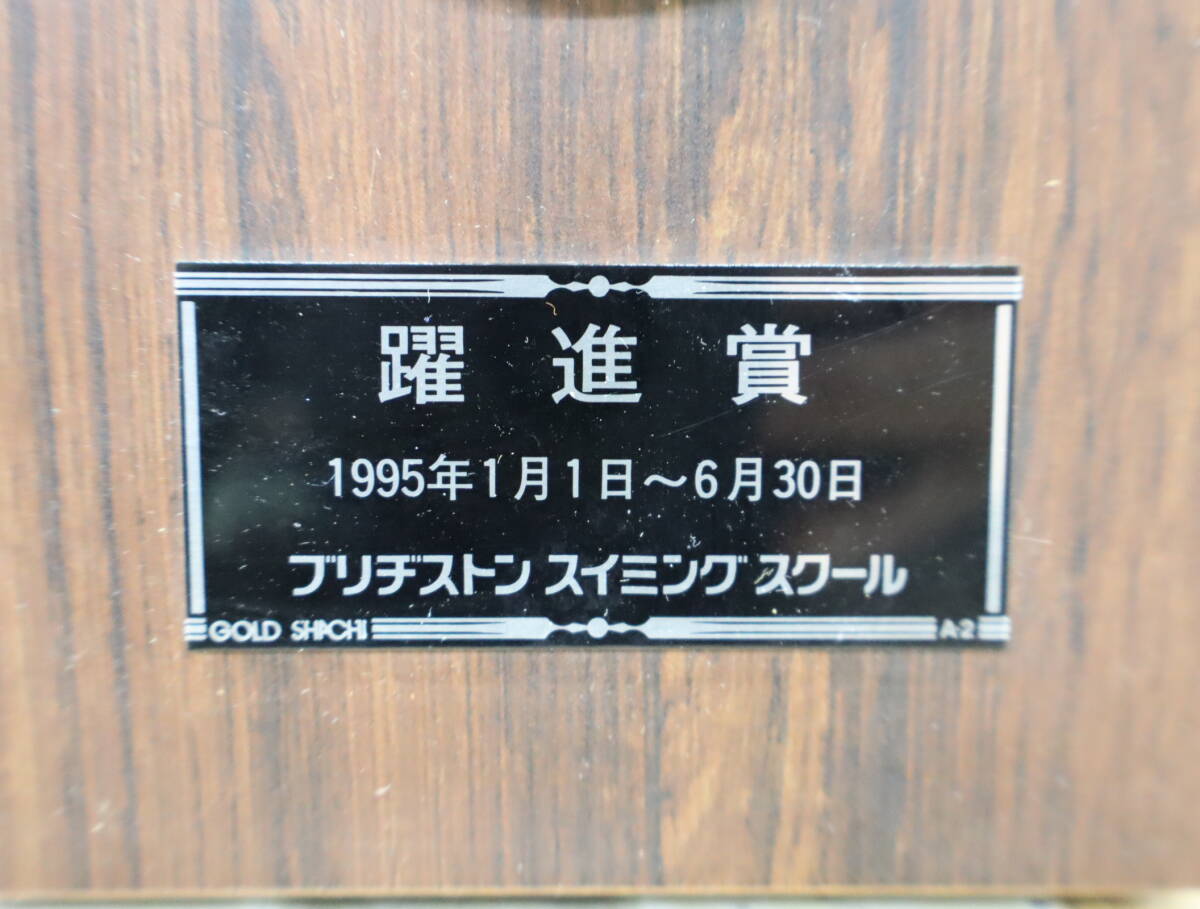 躍進賞
1995年1月1日～6月30日
ブリヂストン スイミング スクール
GOLD SHACHI A-2